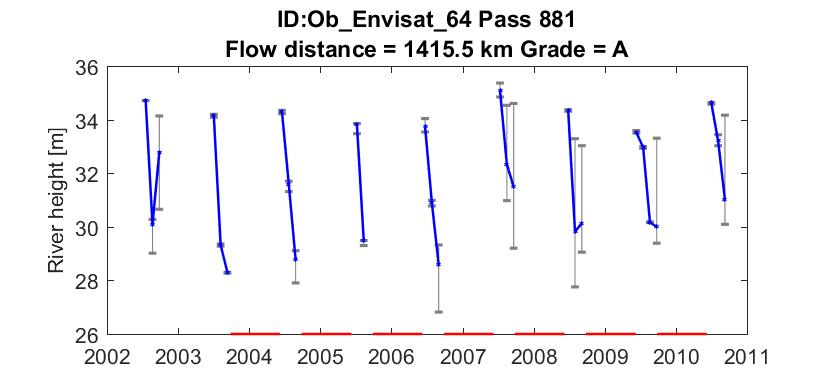 ID:Ob_Envisat_64 Pass 881
Flow distance = 1415.5 km Grade = A
River height [m]
36
34
32
30
28
26
2002 2003 2004 2005 2006 2007 2008 2009 2010 2011